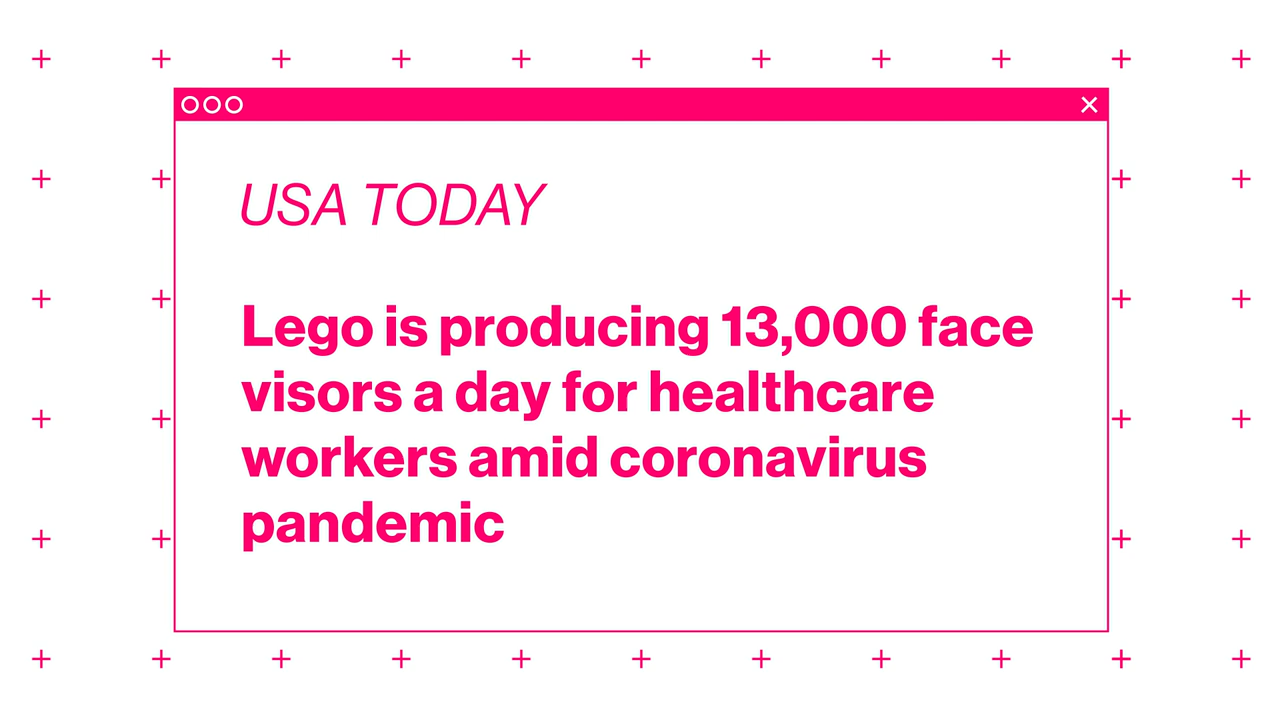 USA TODAY
Lego is producing 13,000 face
visors a day for healthcare
workers amid coronavirus
pandemic